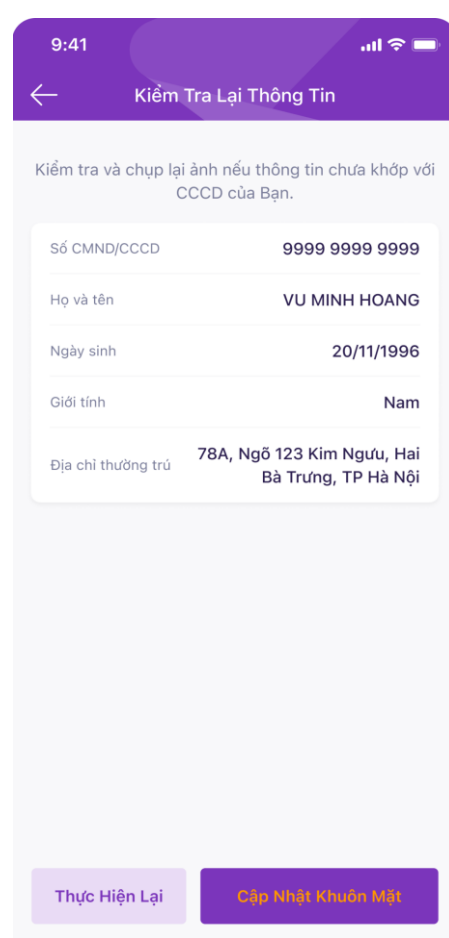 9:41
Kiểm Tra Lại Thông Tin
Kiểm tra và chụp lại ảnh nếu thông tin chưa khớp với
CCCD của Bạn.
Số CMND/CCCD 9999 9999 9999
Họ và tên VU MINH HOANG
Ngày sinh 20/11/1996
Giới tính Nam
Địa chỉ thường trú 78A, Ngõ 123 Kim Ngưu, Hai
Bà Trưng, TP Hà Nội
Thực Hiện Lại Cập Nhật Khuôn Mặt